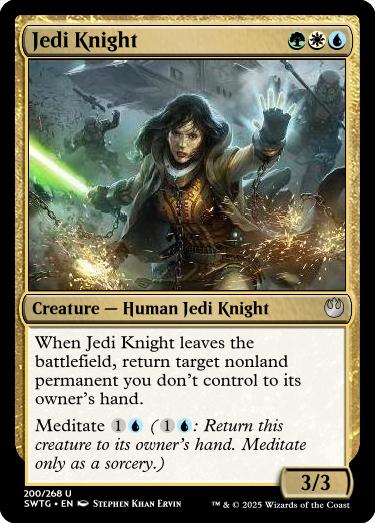 Jedi Knight
Creature — Human Jedi Knight
When Jedi Knight leaves the
battlefield, return target nonland
permanent you don't control to its
owner's hand.
Meditate 1 (1 : Return this
creature to its owner's hand. Meditate
only as a sorcery.)
3/3
200/268 U
SWTG • EN Stephen Khan Ervin
™ & © 2025 Wizards of the Coast